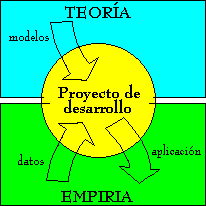 TEORÍA
modelos
Proyecto de
desarrollo
datos
aplicación
EMPIRIA